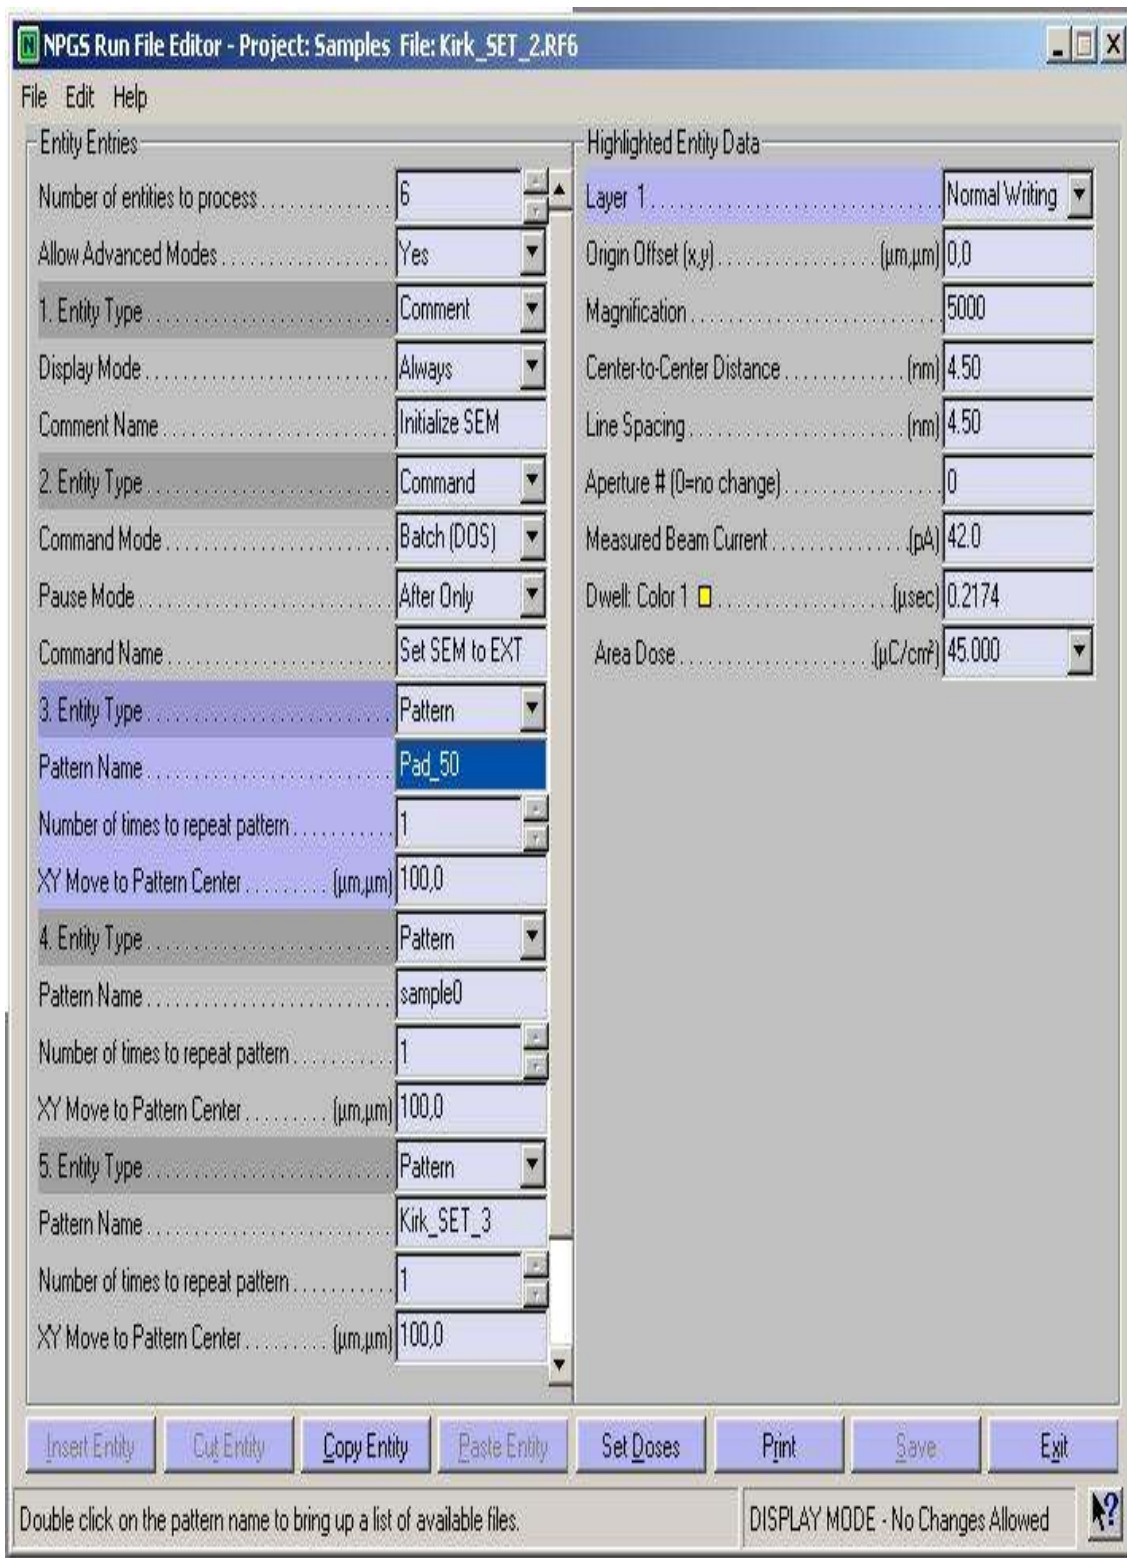 NPGS Run File Editor - Project: Samples File: Kirk_SET_2.RF6
File Edit Help
Entity Entries
Number of entities to process 6
Allow Advanced Modes Yes
1. Entity Type Comment
Display Mode Always
Comment Name Initialize SEM
2. Entity Type Command
Command Mode Batch (DOS)
Pause Mode After Only
Command Name Set SEM to EXT
3. Entity Type Pattern
Pattern Name Pad_50
Number of times to repeat pattern 1
XY Move to Pattern Center (µm,µm) 100,0
4. Entity Type Pattern
Pattern Name sample0
Number of times to repeat pattern 1
XY Move to Pattern Center (µm,µm) 100,0
5. Entity Type Pattern
Pattern Name Kirk_SET_3
Number of times to repeat pattern 1
XY Move to Pattern Center (µm,µm) 100,0
Highlighted Entity Data
Layer 1 Normal Writing
Origin Offset (x,y) (µm,µm) 0,0
Magnification 5000
Center-to-Center Distance (nm) 4.50
Line Spacing (nm) 4.50
Aperture # (0=no change) 0
Measured Beam Current (pA) 42.0
Dwell: Color 1 (µsec) 0.2174
Area Dose (µC/cm²) 45.000
Insert Entity Cut Entity Copy Entity Paste Entity Set Doses Print Save Exit
Double click on the pattern name to bring up a list of available files. DISPLAY MODE - No Changes Allowed